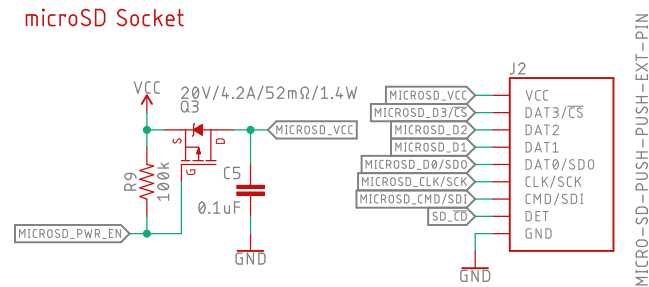 microSD Socket
VCC
20V/4.2A/52mΩ/1.4W
Q3
S
D
G
MICROSD_VCC
R9
100k
C5
0.1uF
MICROSD_PWR_EN
GND
J2
MICROSD_VCC VCC
MICROSD_D3/CS DAT3/CS
MICROSD_D2 DAT2
MICROSD_D1 DAT1
MICROSD_D0/SDO DAT0/SDO
MICROSD_CLK/SCK CLK/SCK
MICROSD_CMD/SDI CMD/SDI
SD_CD DET
GND
GND
MICRO-SD-PUSH-PUSH-EXT-PIN